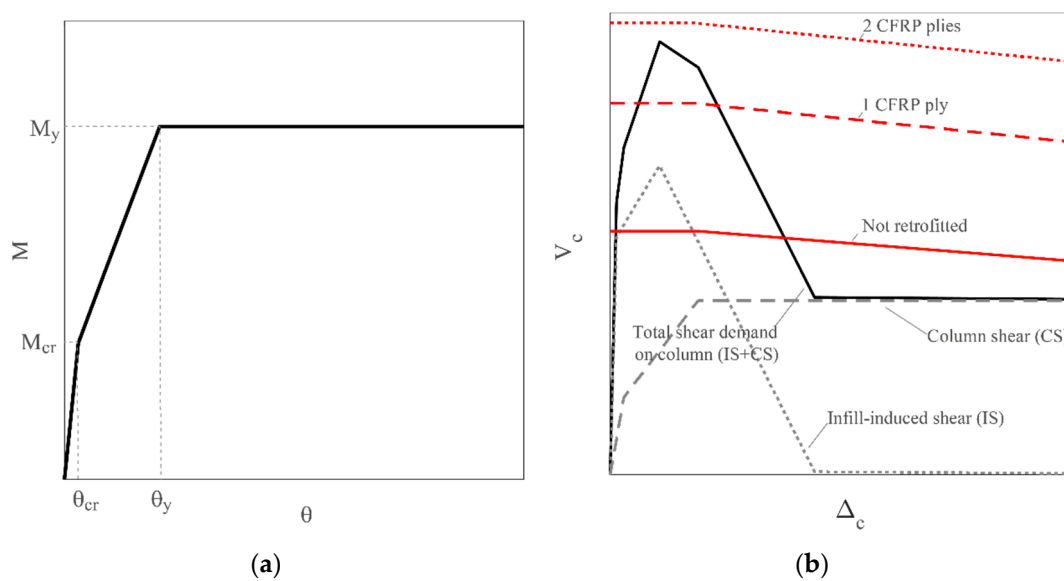 M
My
Mcr
θcr
θy
θ
(a)
Vc
2 CFRP plies
1 CFRP ply
Not retrofitted
Total shear demand
on column (IS+CS)
Column shear (CS)
Infill-induced shear (IS)
Δc
(b)